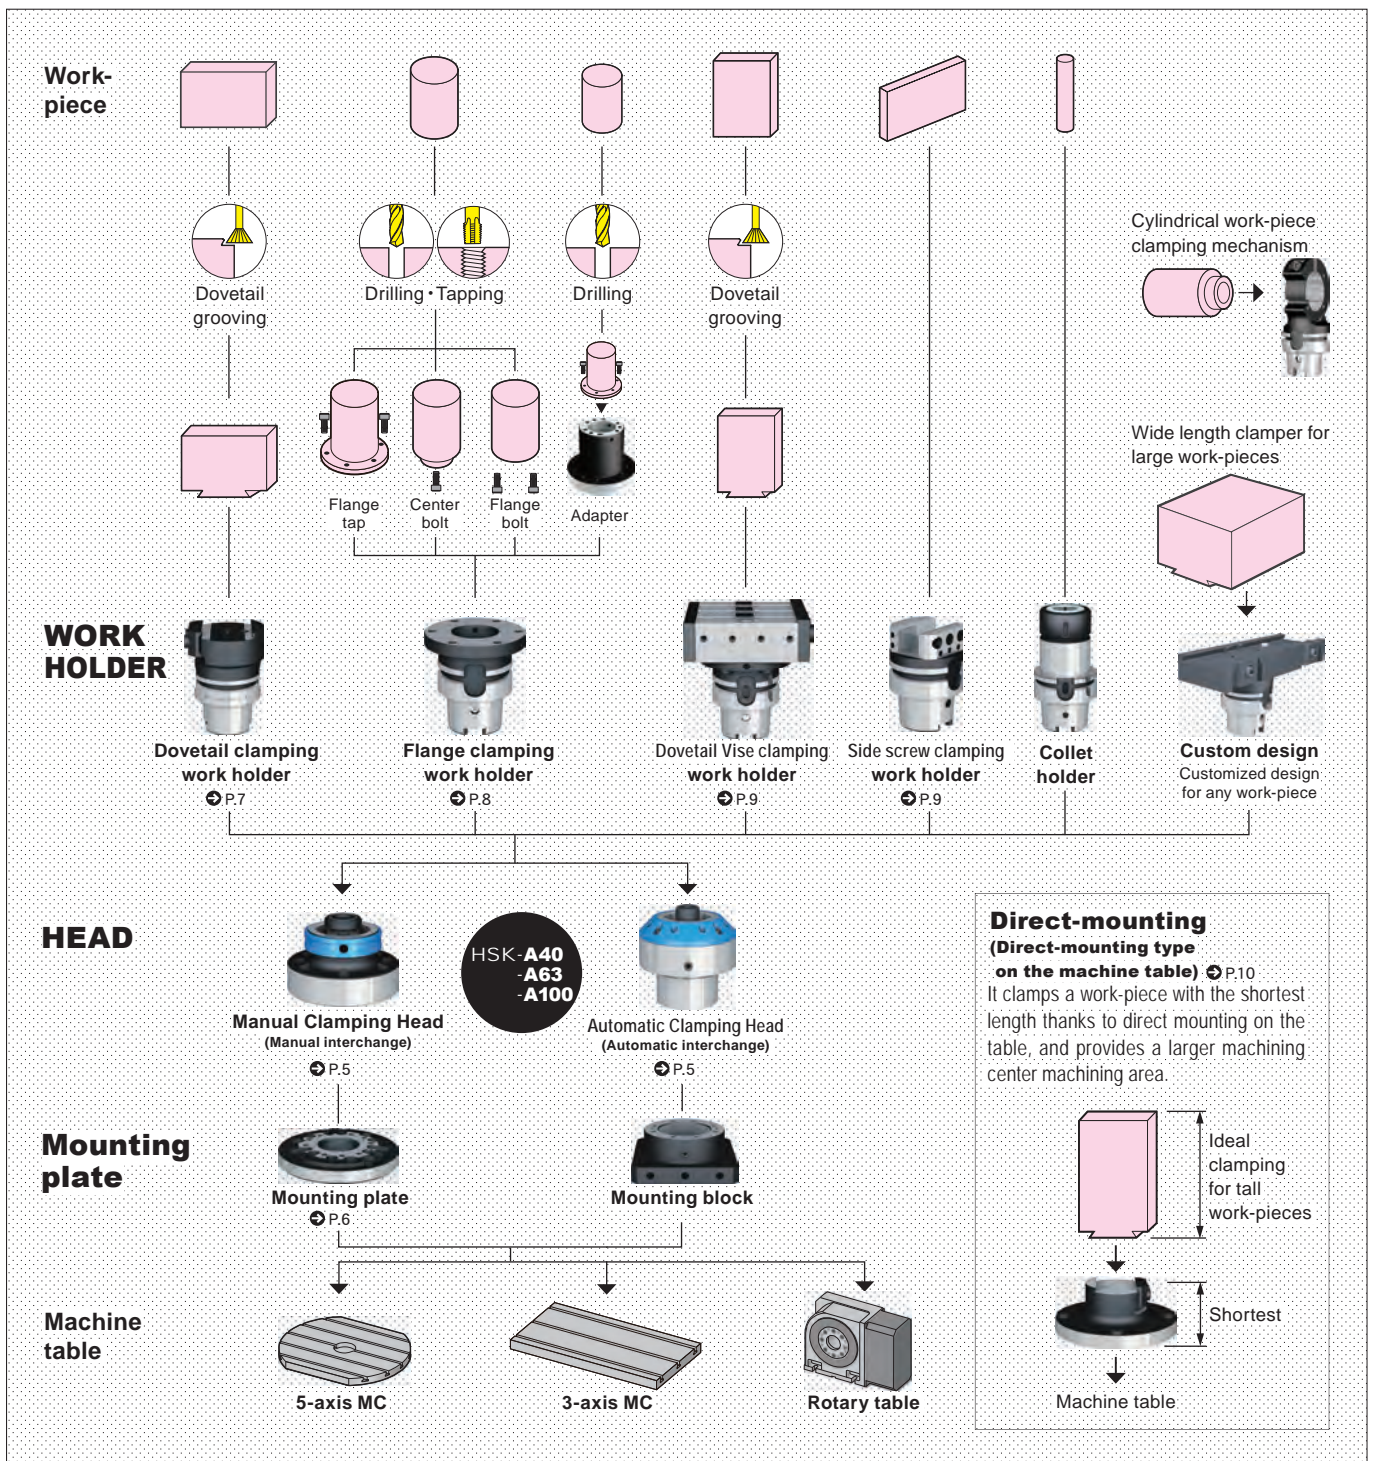 Work-
piece
Dovetail
grooving
Drilling・Tapping
Drilling
Dovetail
grooving
Cylindrical work-piece
clamping mechanism
Flange
tap
Center
bolt
Flange
bolt
Adapter
Wide length clamper for
large work-pieces
WORK
HOLDER
Dovetail clamping
work holder
P.7
Flange clamping
work holder
P.8
Dovetail Vise clamping
work holder
P.9
Side screw clamping
work holder
P.9
Collet
holder
Custom design
Customized design
for any work-piece
HEAD
Manual Clamping Head
(Manual interchange)
P.5
HSK-A40
-A63
-A100
Automatic Clamping Head
(Automatic interchange)
P.5
Mounting
plate
Mounting plate
P.6
Mounting block
Machine
table
5-axis MC
3-axis MC
Rotary table
Direct-mounting
(Direct-mounting type
on the machine table) P.10
It clamps a work-piece with the shortest
length thanks to direct mounting on the
table, and provides a larger machining
center machining area.
Ideal
clamping
for tall
work-pieces
Shortest
Machine table